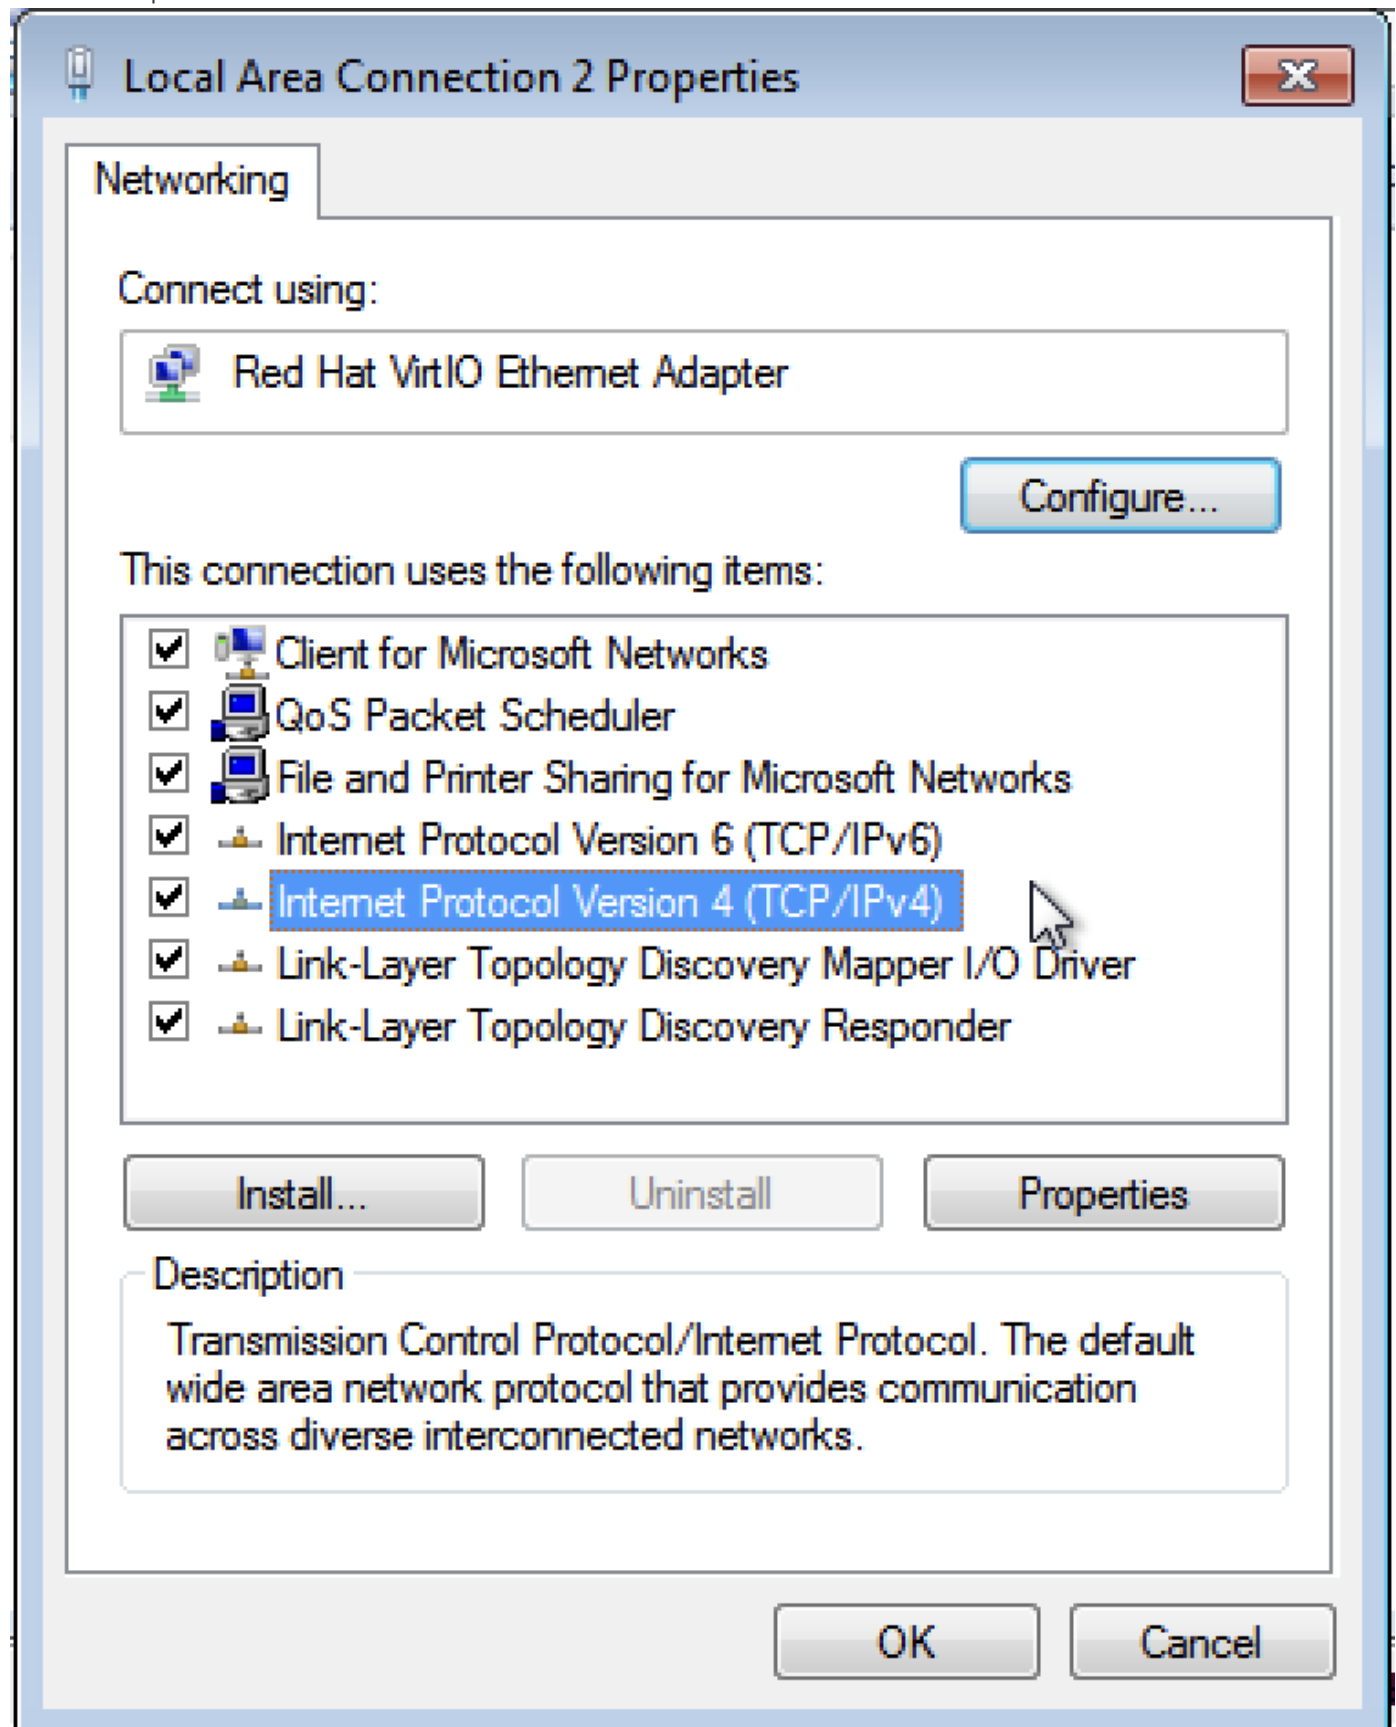 Local Area Connection 2 Properties
Networking
Connect using:
Red Hat VirtIO Ethernet Adapter
Configure...
This connection uses the following items:
Client for Microsoft Networks
QoS Packet Scheduler
File and Printer Sharing for Microsoft Networks
Internet Protocol Version 6 (TCP/IPv6)
Internet Protocol Version 4 (TCP/IPv4)
Link-Layer Topology Discovery Mapper I/O Driver
Link-Layer Topology Discovery Responder
Install...
Uninstall
Properties
Description
Transmission Control Protocol/Internet Protocol. The default
wide area network protocol that provides communication
across diverse interconnected networks.
OK
Cancel